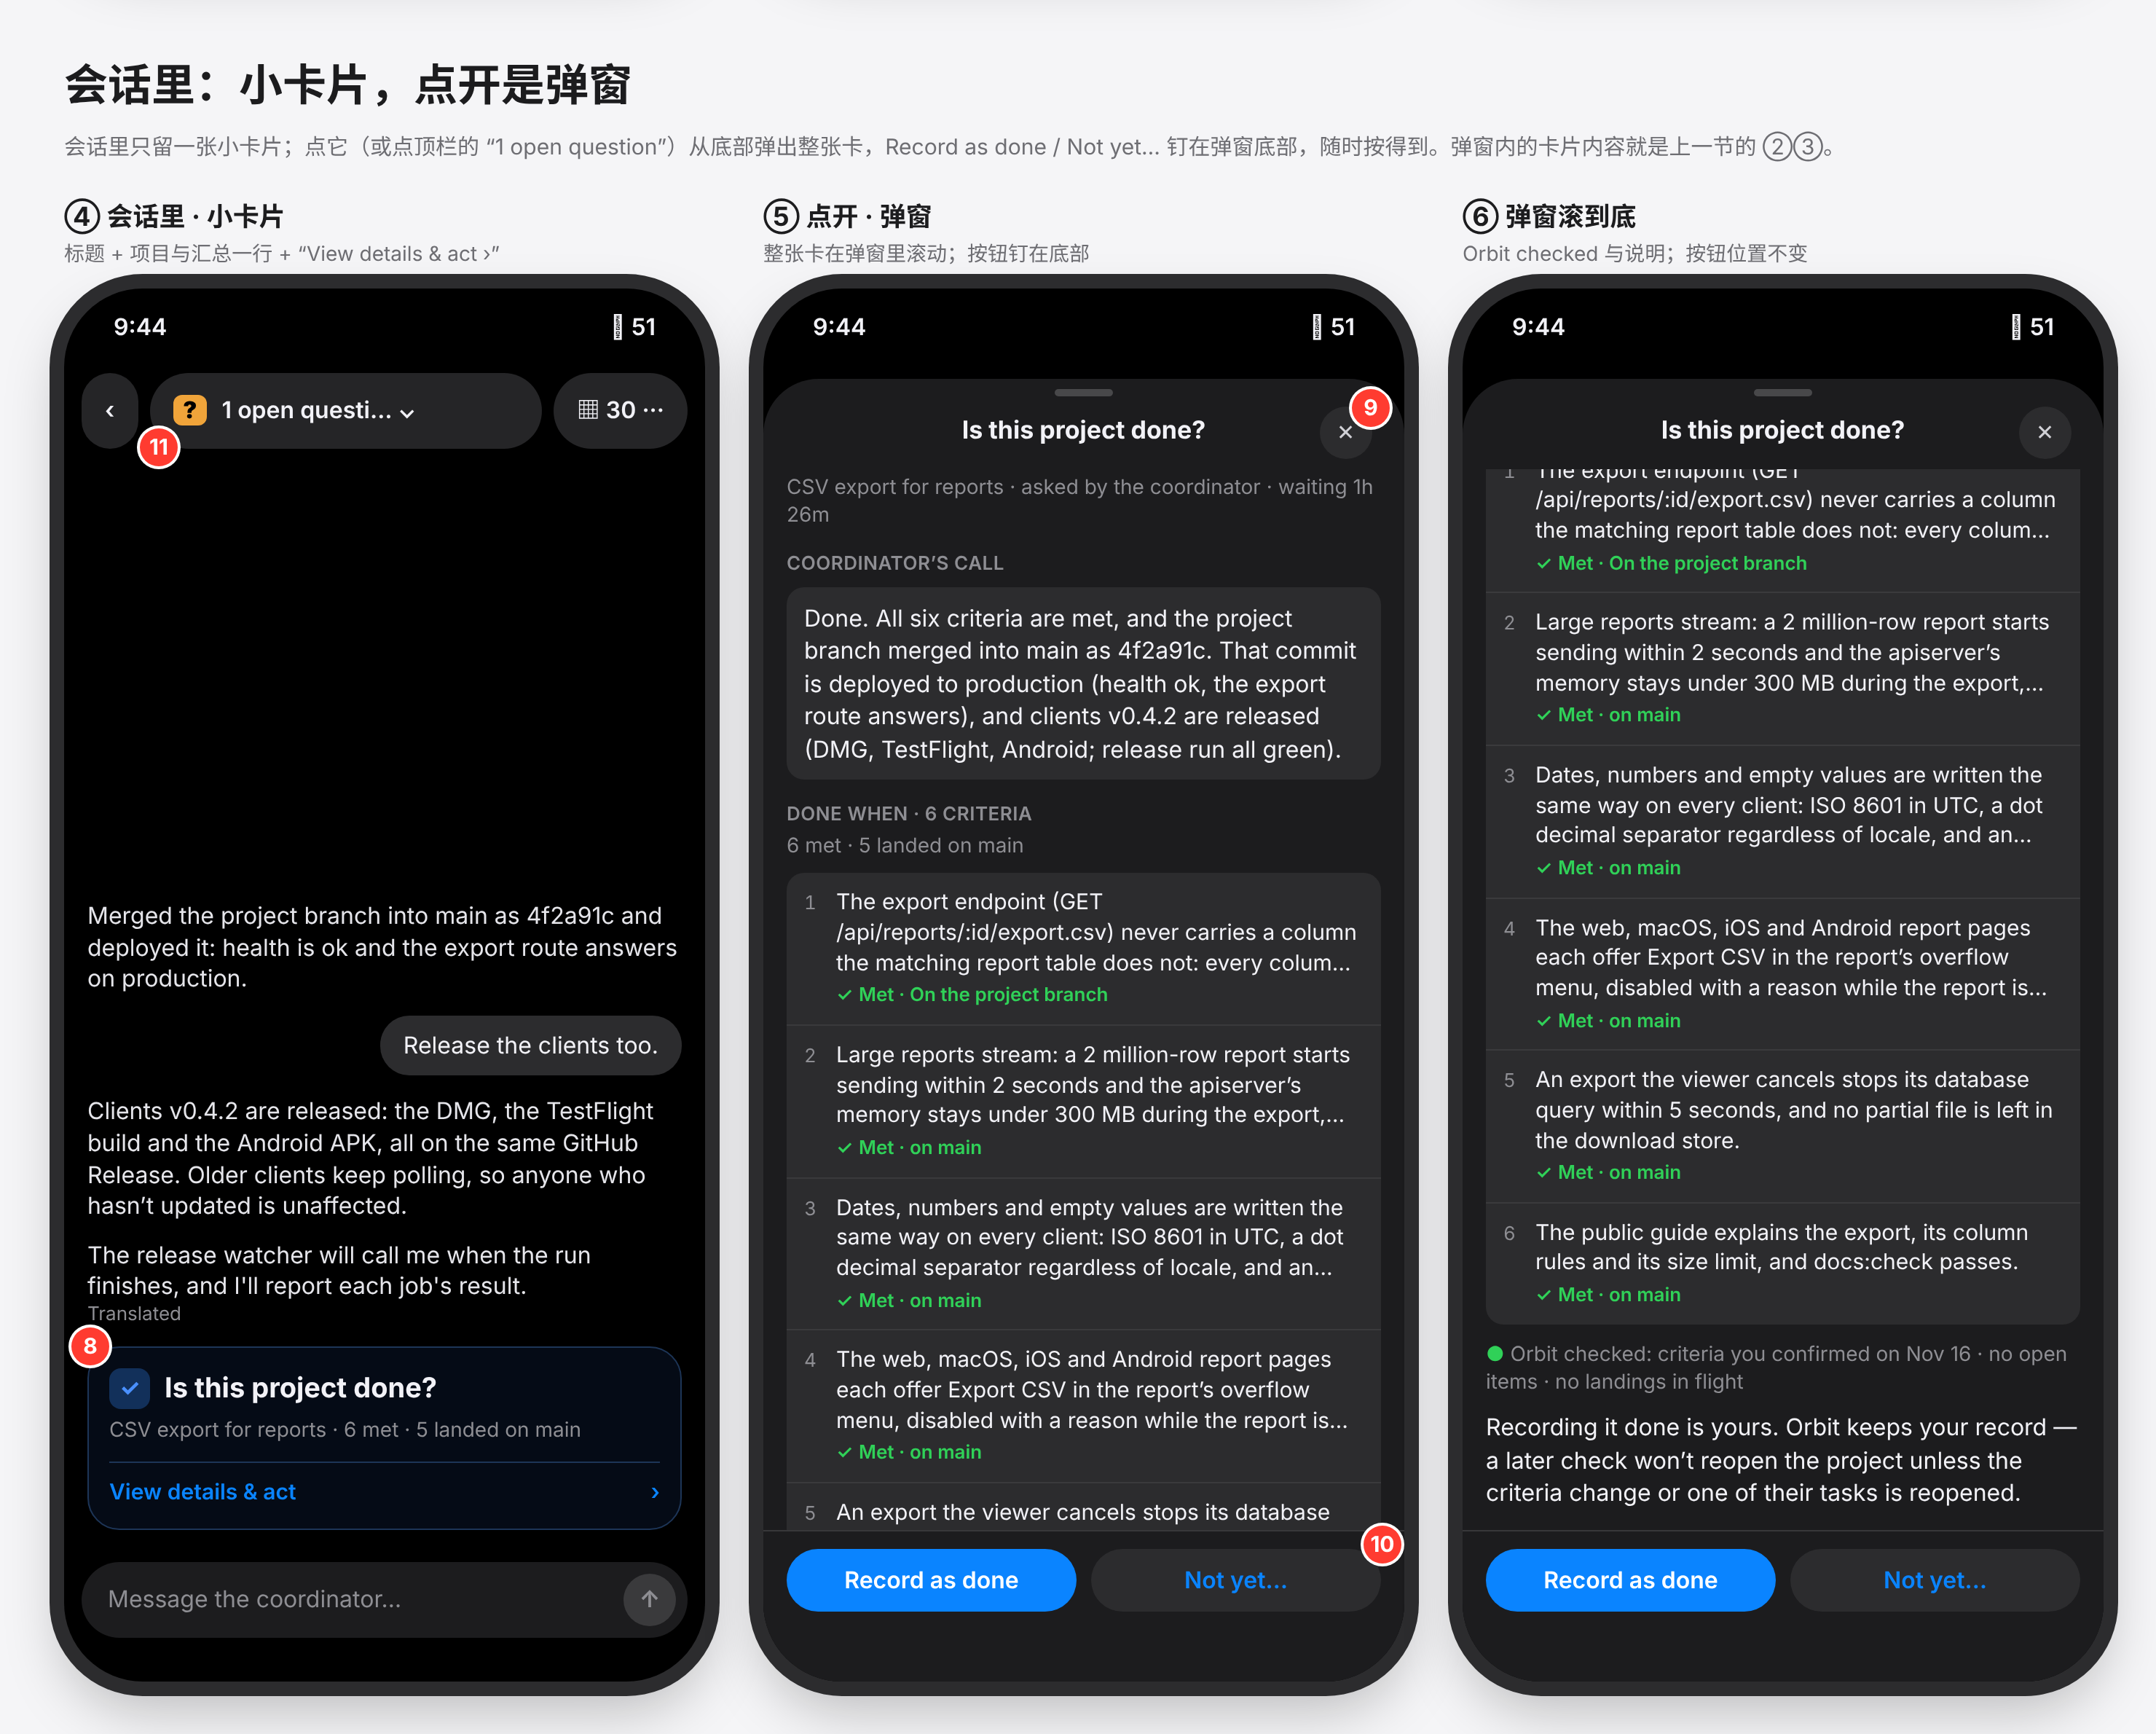 会话里：小卡片，点开是弹窗
会话里只留一张小卡片；点它（或点顶栏的 “1 open question”）从底部弹出整张卡，Record as done / Not yet… 钉在弹窗底部，随时按得到。弹窗内的卡片内容就是上一节的 ②③。
④ 会话里 · 小卡片
标题 + 项目与汇总一行 + “View details & act ›”
9:44
51
‹
? 1 open questi…
30 ···
11
Merged the project branch into main as 4f2a91c and
deployed it: health is ok and the export route answers
on production.
Release the clients too.
Clients v0.4.2 are released: the DMG, the TestFlight
build and the Android APK, all on the same GitHub
Release. Older clients keep polling, so anyone who
hasn’t updated is unaffected.
The release watcher will call me when the run
finishes, and I'll report each job's result.
Translated
8
Is this project done?
CSV export for reports · 6 met · 5 landed on main
View details & act ›
Message the coordinator…
⑤ 点开 · 弹窗
整张卡在弹窗里滚动；按钮钉在底部
9:44
51
Is this project done?
9
CSV export for reports · asked by the coordinator · waiting 1h
26m
COORDINATOR’S CALL
Done. All six criteria are met, and the project
branch merged into main as 4f2a91c. That commit
is deployed to production (health ok, the export
route answers), and clients v0.4.2 are released
(DMG, TestFlight, Android; release run all green).
DONE WHEN · 6 CRITERIA
6 met · 5 landed on main
1 The export endpoint (GET
/api/reports/:id/export.csv) never carries a column
the matching report table does not: every colum…
✓ Met · On the project branch
2 Large reports stream: a 2 million-row report starts
sending within 2 seconds and the apiserver’s
memory stays under 300 MB during the export,…
✓ Met · on main
3 Dates, numbers and empty values are written the
same way on every client: ISO 8601 in UTC, a dot
decimal separator regardless of locale, and an…
✓ Met · on main
4 The web, macOS, iOS and Android report pages
each offer Export CSV in the report’s overflow
menu, disabled with a reason while the report is…
✓ Met · on main
5 An export the viewer cancels stops its database
10
Record as done
Not yet…
⑥ 弹窗滚到底
Orbit checked 与说明；按钮位置不变
9:44
51
Is this project done?
1 The export endpoint (GET
/api/reports/:id/export.csv) never carries a column
the matching report table does not: every colum…
✓ Met · On the project branch
2 Large reports stream: a 2 million-row report starts
sending within 2 seconds and the apiserver’s
memory stays under 300 MB during the export,…
✓ Met · on main
3 Dates, numbers and empty values are written the
same way on every client: ISO 8601 in UTC, a dot
decimal separator regardless of locale, and an…
✓ Met · on main
4 The web, macOS, iOS and Android report pages
each offer Export CSV in the report’s overflow
menu, disabled with a reason while the report is…
✓ Met · on main
5 An export the viewer cancels stops its database
query within 5 seconds, and no partial file is left in
the download store.
✓ Met · on main
6 The public guide explains the export, its column
rules and its size limit, and docs:check passes.
✓ Met · on main
Orbit checked: criteria you confirmed on Nov 16 · no open
items · no landings in flight
Recording it done is yours. Orbit keeps your record —
a later check won’t reopen the project unless the
criteria change or one of their tasks is reopened.
Record as done
Not yet…